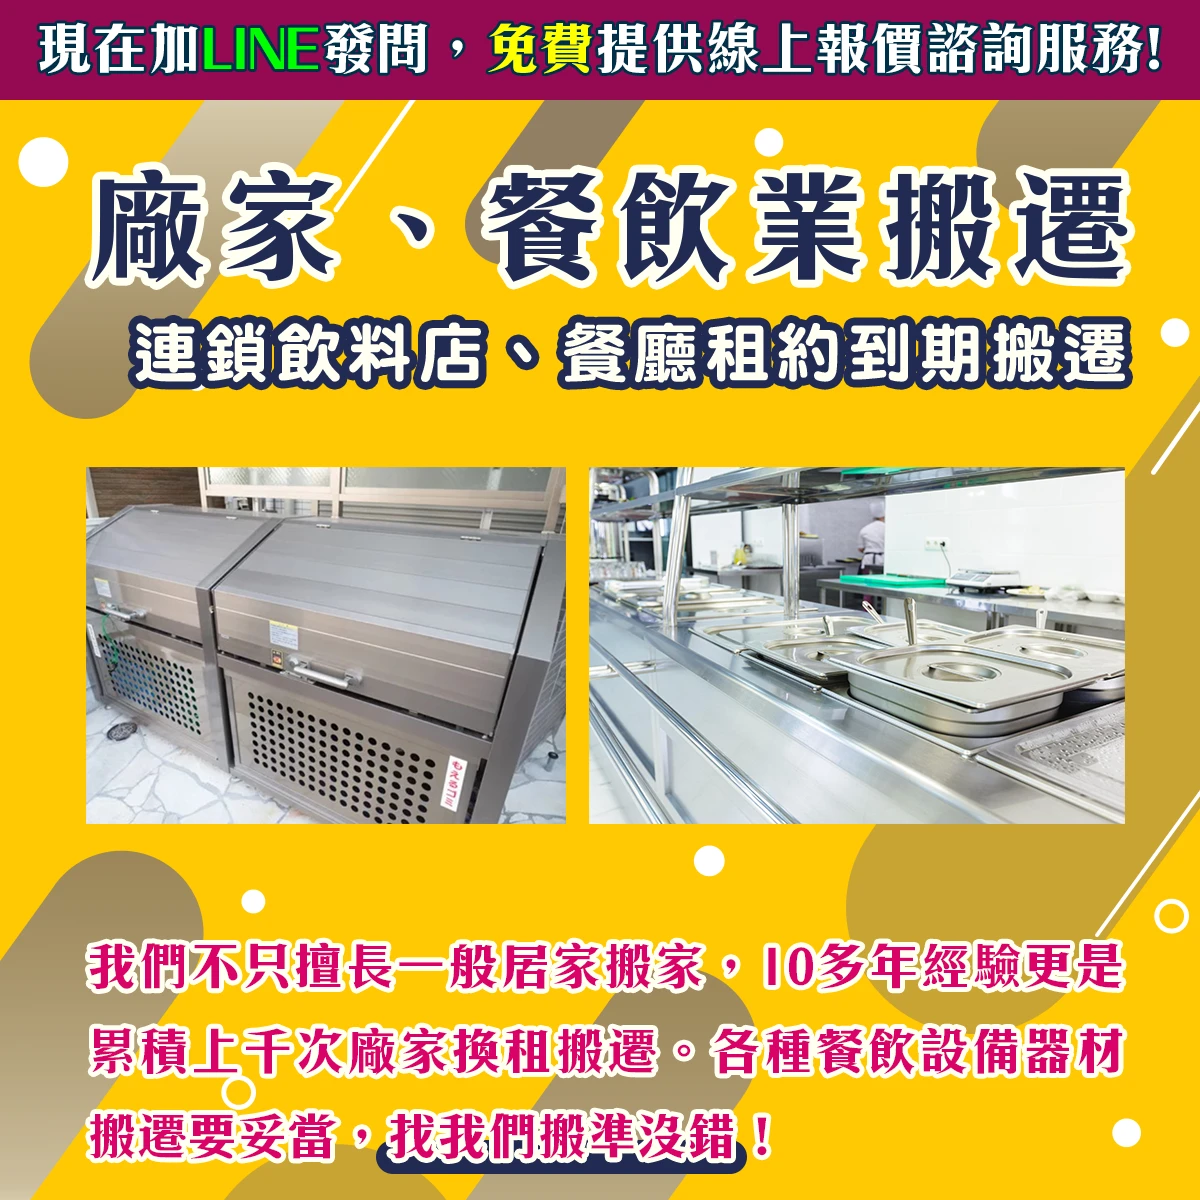 現在加LINE發問，免費提供線上報價諮詢服務!
廠家、餐飲業搬遷
連鎖飲料店、餐廳租約到期搬遷
もえるゴミ
我們不只擅長一般居家搬家，10多年經驗更是
累積上千次廠家換租搬遷。各種餐飲設備器材
搬遷要妥當，找我們搬準沒錯！